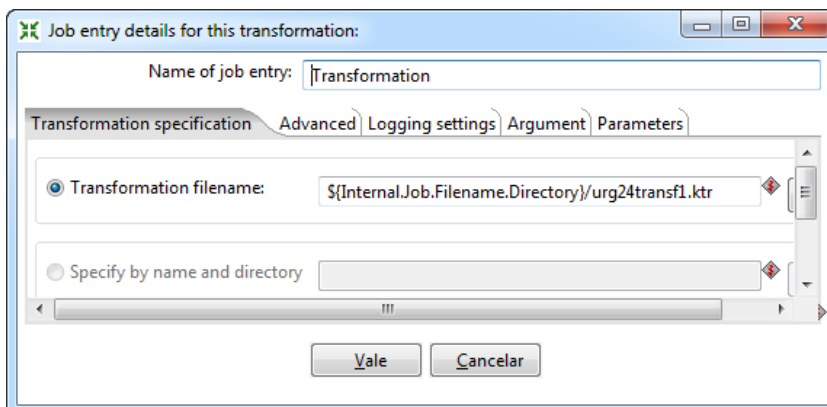 Job entry details for this transformation:
Name of job entry: Transformation
Transformation specification Advanced Logging settings Argument Parameters
Transformation filename: ${Internal.Job.Filename.Directory}/urg24transf1.ktr
Specify by name and directory
Vale Cancelar